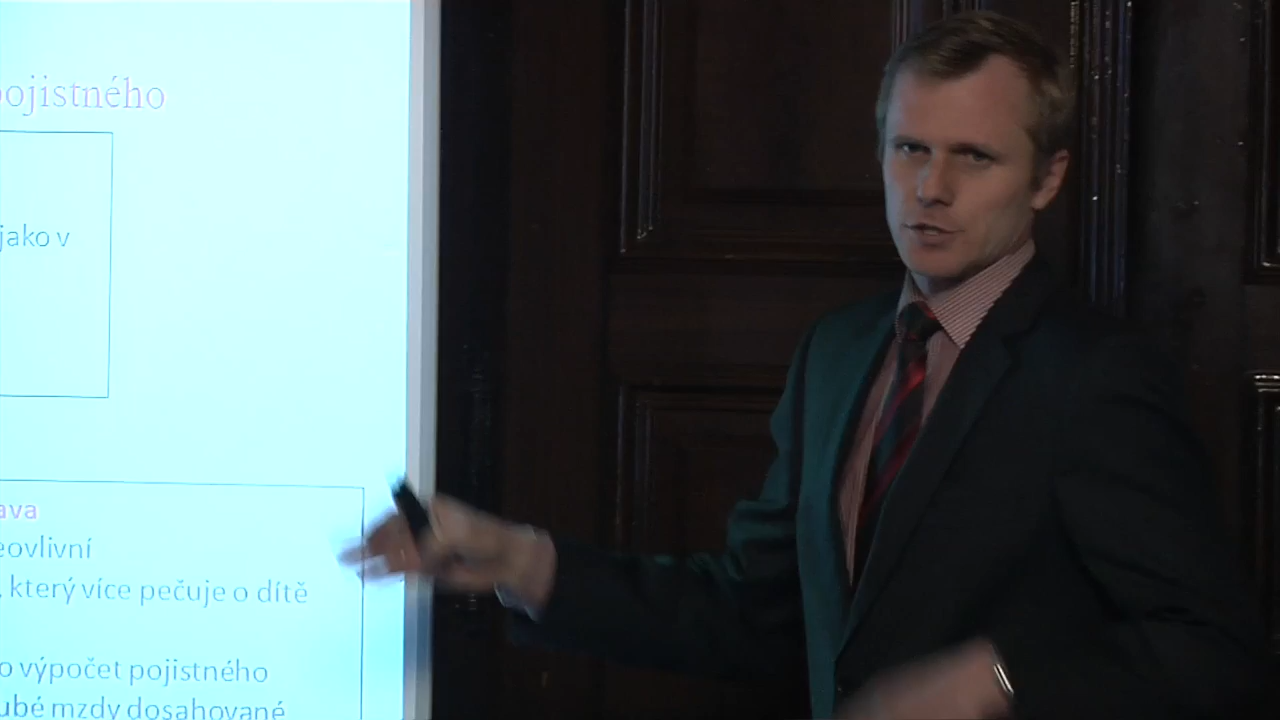 pojistného
jako v
ava
eovlivní
, který více pečuje o dítě
o výpočet pojistného
ubé mzdy dosahované